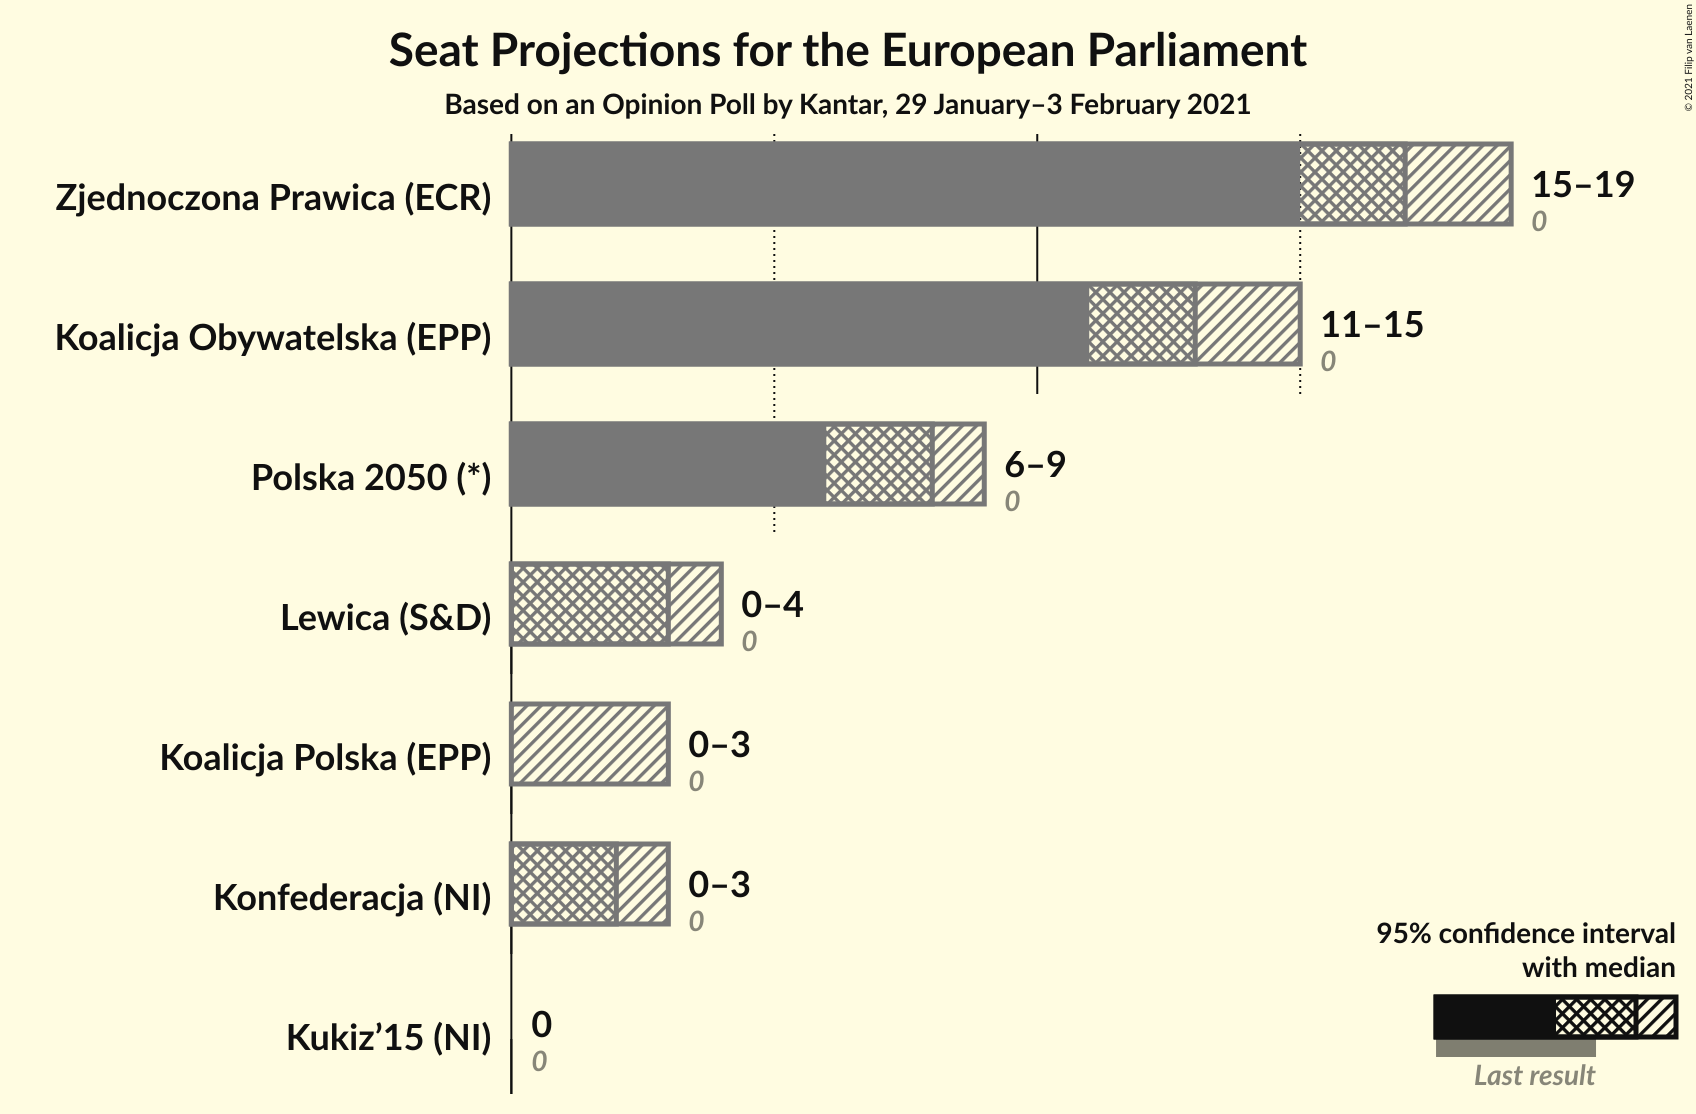 Seat Projections for the European Parliament
Based on an Opinion Poll by Kantar, 29 January–3 February 2021
© 2021 Filip van Laenen
Zjednoczona Prawica (ECR)
15–19
0
Koalicja Obywatelska (EPP)
11–15
0
Polska 2050 (*)
6–9
0
Lewica (S&D)
0–4
0
Koalicja Polska (EPP)
0–3
0
Konfederacja (NI)
0–3
0
Kukiz’15 (NI)
0
0
95% confidence interval
with median
Last result